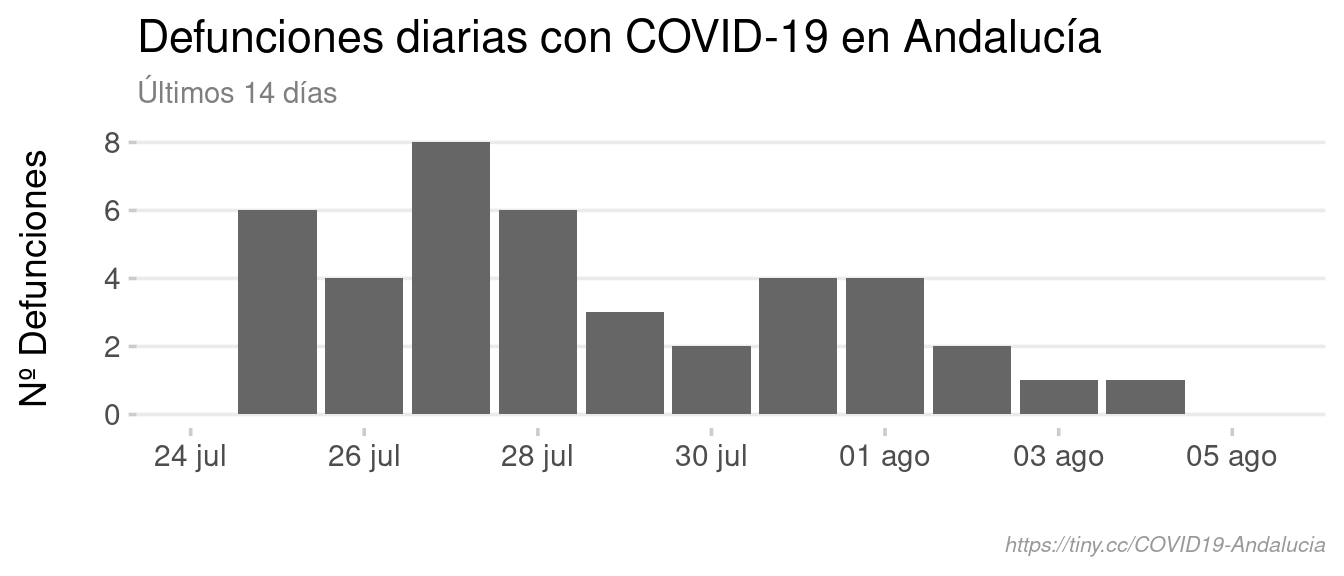 Defunciones diarias con COVID-19 en Andalucía
Últimos 14 días
Nº Defunciones
8
6
4
2
0
24 jul 26 jul 28 jul 30 jul 01 ago 03 ago 05 ago
https://tiny.cc/COVID19-Andalucia